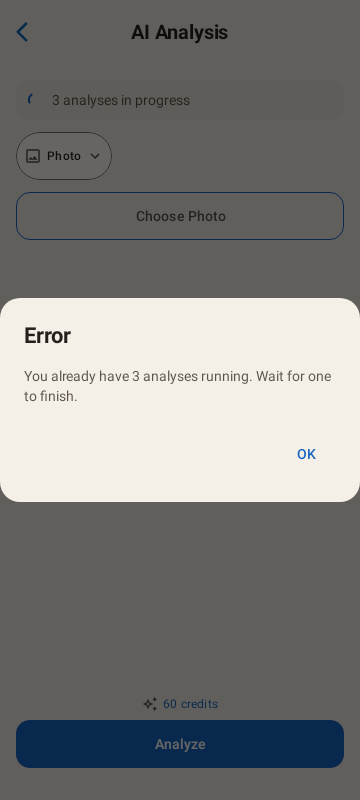 AI Analysis
3 analyses in progress
Photo
Choose Photo
Error
You already have 3 analyses running. Wait for one
to finish.
OK
60 credits
Analyze